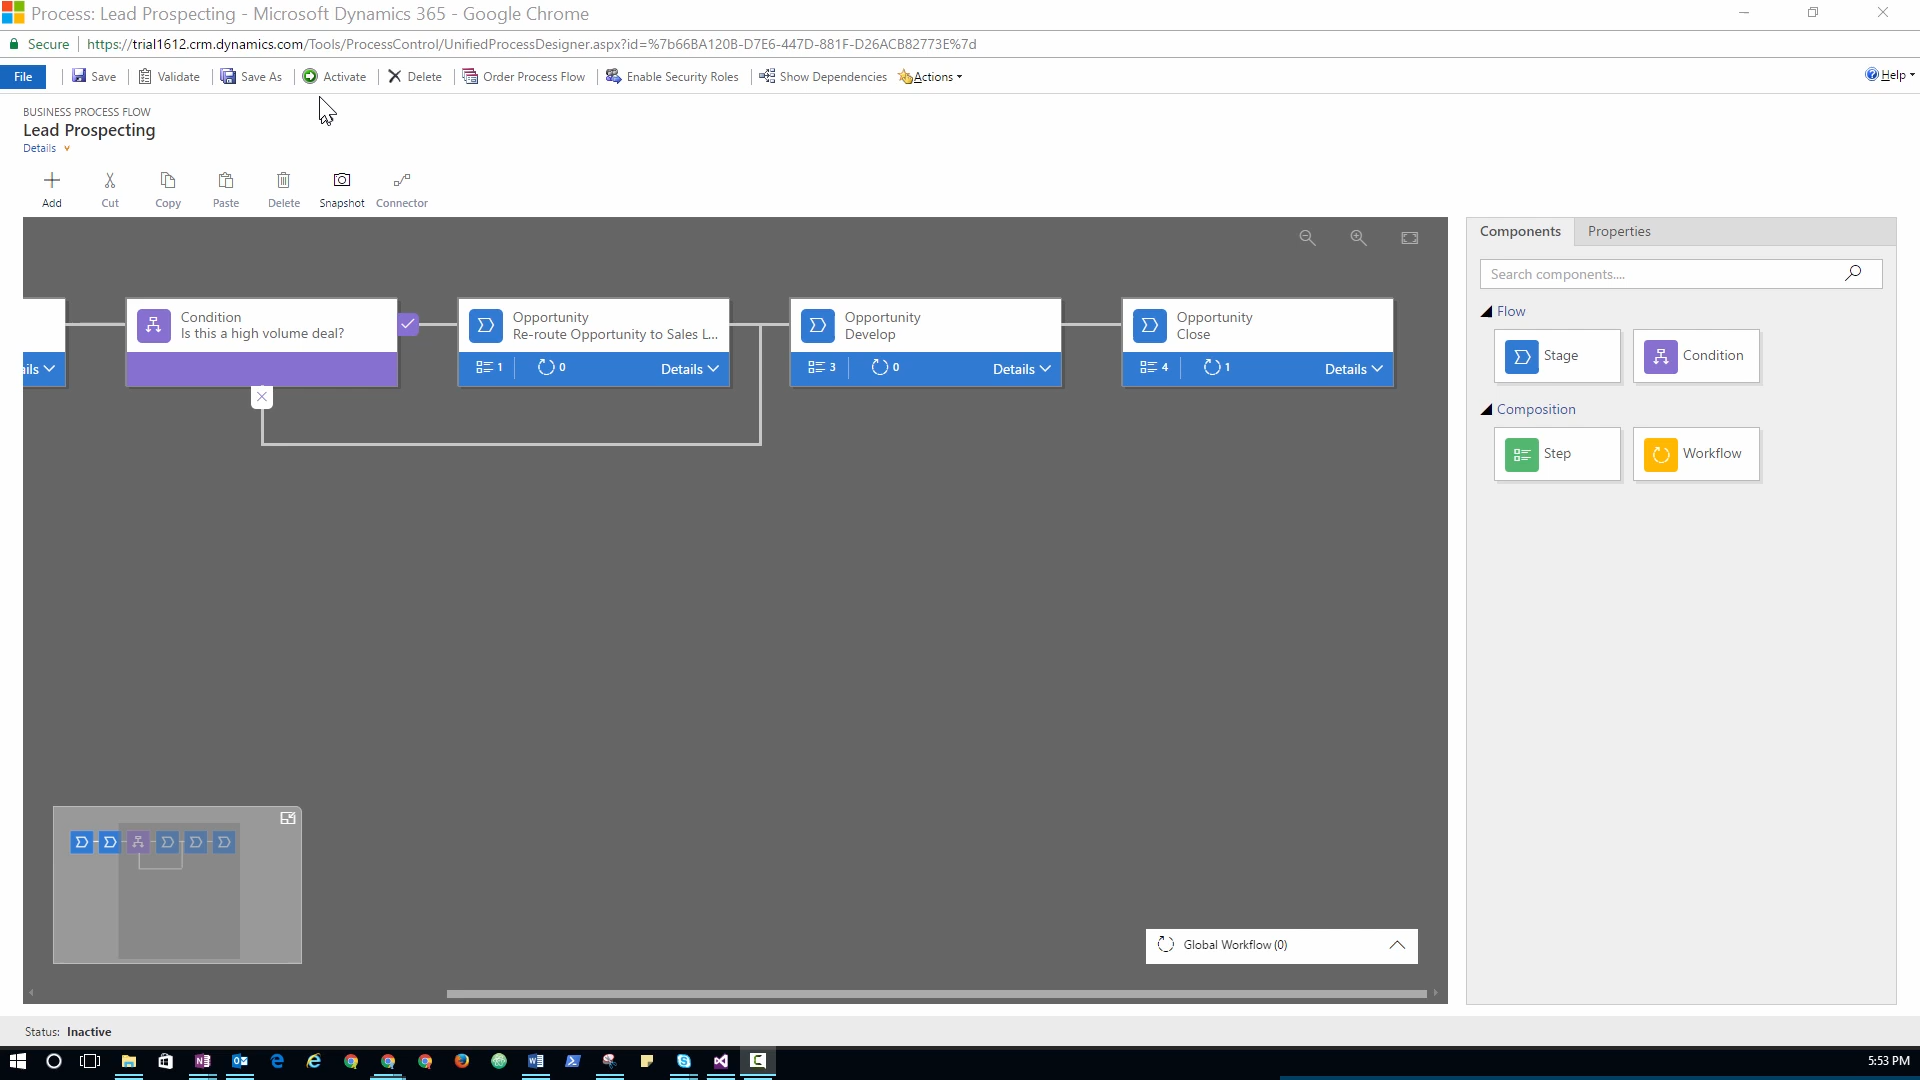 Process: Lead Prospecting - Microsoft Dynamics 365 - Google Chrome
Secure https://trial1612.crm.dynamics.com/Tools/ProcessControl/UnifiedProcessDesigner.aspx?id=%7b66BA120B-D7E6-447D-881F-D26ACB82773E%7d
File Save Validate Save As Activate Delete Order Process Flow Enable Security Roles Show Dependencies Actions Help
BUSINESS PROCESS FLOW
Lead Prospecting
Details
Add Cut Copy Paste Delete Snapshot Connector
Components Properties
Search components....
Flow
Stage Condition
Composition
Step Workflow
Condition
Is this a high volume deal?
Opportunity
Re-route Opportunity to Sales L...
1 0 Details
Opportunity
Develop
3 0 Details
Opportunity
Close
4 1 Details
ils
Global Workflow (0)
Status: Inactive
5:53 PM